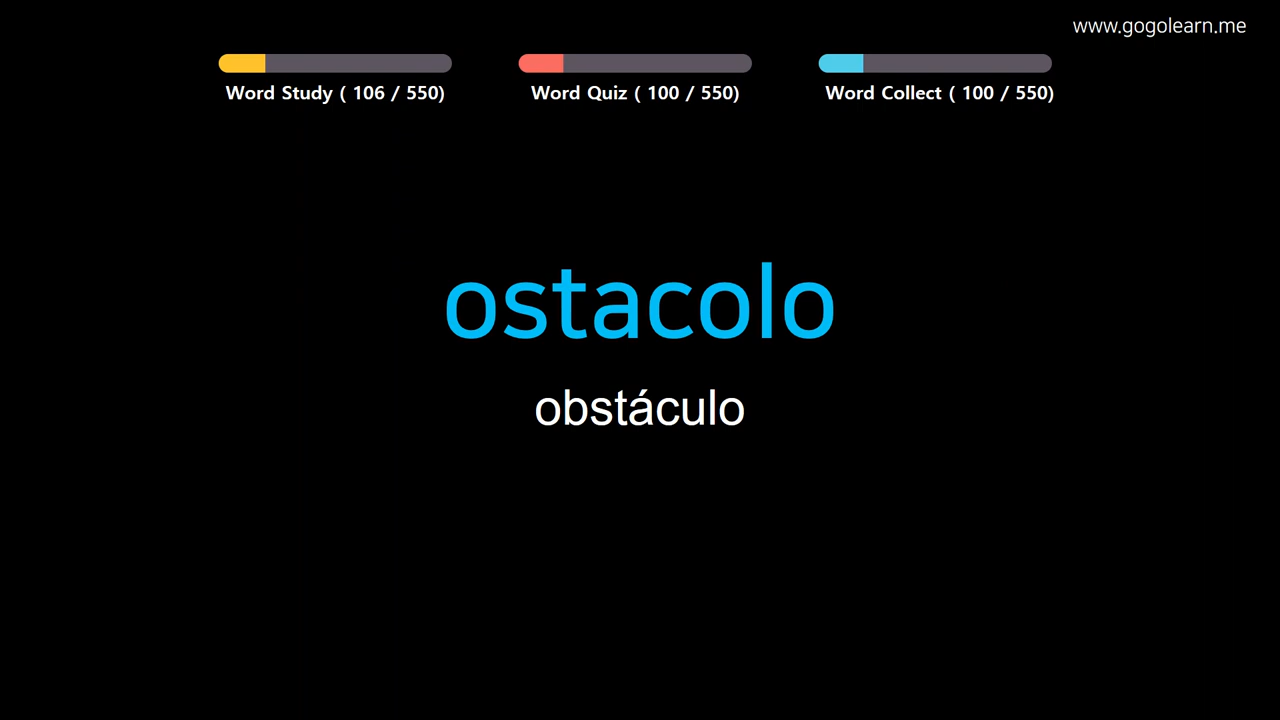 www.gogolearn.me
Word Study ( 106 / 550)
Word Quiz ( 100 / 550)
Word Collect ( 100 / 550)
ostacolo
obstáculo